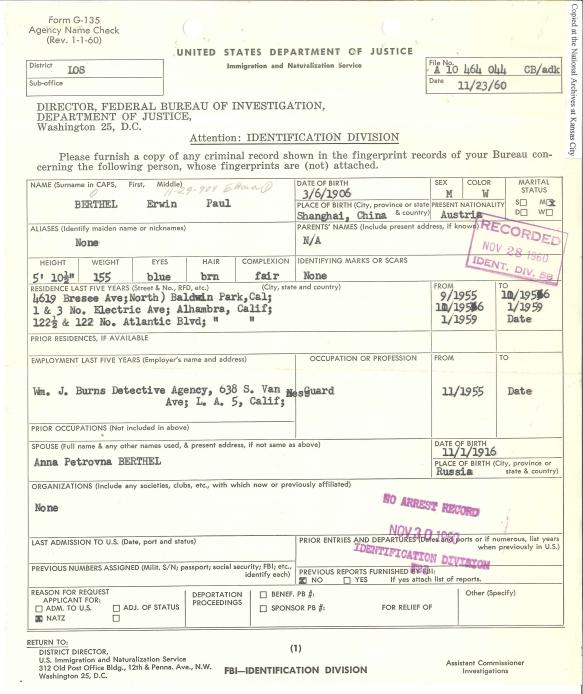 Form G-135
Agency Name Check
(Rev. 1-1-60)
Copied at the National Archives at Kansas City
UNITED STATES DEPARTMENT OF JUSTICE
Immigration and Naturalization Service
District LOS
Sub-office
File No. A 10 464 044 CB/adk
Date 11/23/60
DIRECTOR, FEDERAL BUREAU OF INVESTIGATION,
DEPARTMENT OF JUSTICE,
Washington 25, D.C.
Attention: IDENTIFICATION DIVISION
Please furnish a copy of any criminal record shown in the fingerprint records of your Bureau con-
cerning the following person, whose fingerprints are (not) attached.
NAME (Surname in CAPS, First, Middle)
BERTHEL Erwin Paul
DATE OF BIRTH
3/6/1906
SEX COLOR
M W
MARITAL STATUS
S M
D W
PLACE OF BIRTH (City, province or state & country)
Shanghai, China
PRESENT NATIONALITY
Austria
ALIASES (Identify maiden name or nicknames)
None
PARENTS' NAMES (Include present address, if known)
N/A
RECORDED
NOV 28 1960
IDENT. DIV. 58
HEIGHT WEIGHT EYES HAIR COMPLEXION
5' 10½" 155 blue brn fair
IDENTIFYING MARKS OR SCARS
None
RESIDENCE LAST FIVE YEARS (Street & No., RFD, etc.) (City, state & country) FROM TO
4619 Bresee Ave;North) Baldwin Park,Cal; 9/1955 10/1956
1 & 3 No. Electric Ave; Alhambra, Calif; 10/1956 1/1959
122½ & 122 No. Atlantic Blvd; " " 1/1959 Date
PRIOR RESIDENCES, IF AVAILABLE
EMPLOYMENT LAST FIVE YEARS (Employer's name and address) OCCUPATION OR PROFESSION FROM TO
Wm. J. Burns Detective Agency, 638 S. Van Nes Guard 11/1955 Date
Ave; L. A. 5, Calif;
PRIOR OCCUPATIONS (Not included in above)
SPOUSE (Full name & any other names used, & present address, if not same as above)
Anna Petrovna BERTHEL
DATE OF BIRTH
11/1/1916
PLACE OF BIRTH (City, province or state & country)
Russia
ORGANIZATIONS (Include any societies, clubs, etc., with which now or previously affiliated)
None
NO ARREST RECORD
NOV 30 1960
IDENTIFICATION DIVISION
FBI
LAST ADMISSION TO U.S. (Date, port and status)
PRIOR ENTRIES AND DEPARTURES (Dates and ports or if numerous, list years when previously in U.S.)
PREVIOUS NUMBERS ASSIGNED (Milit. S/N; passport; social security; FBI; etc., identify each)
PREVIOUS REPORTS FURNISHED BY FBI:
NO YES If yes attach list of reports.
REASON FOR REQUEST
APPLICANT FOR:
ADM. TO U.S. ADJ. OF STATUS
NATZ
DEPORTATION PROCEEDINGS
BENEF. PB #:
SPONSOR PB #: FOR RELIEF OF
Other (Specify)
RETURN TO:
DISTRICT DIRECTOR,
U.S. Immigration and Naturalization Service
312 Old Post Office Bldg., 12th & Penna. Ave., N.W.
Washington 25, D.C.
(1)
FBI—IDENTIFICATION DIVISION
Assistant Commissioner
Investigations